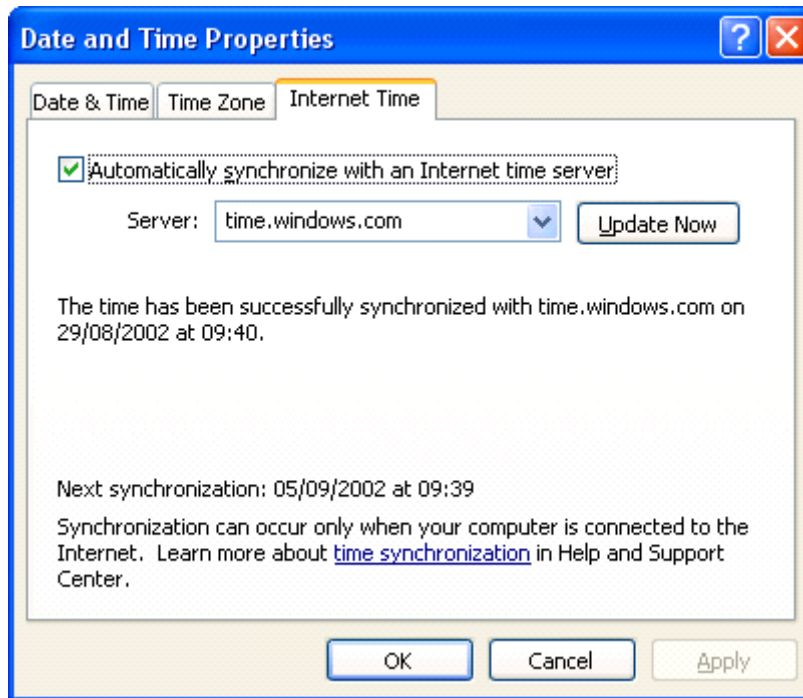 Date and Time Properties
Date & Time Time Zone Internet Time
Automatically synchronize with an Internet time server
Server: time.windows.com Update Now
The time has been successfully synchronized with time.windows.com on
29/08/2002 at 09:40.
Next synchronization: 05/09/2002 at 09:39
Synchronization can occur only when your computer is connected to the
Internet. Learn more about time synchronization in Help and Support
Center.
OK Cancel Apply